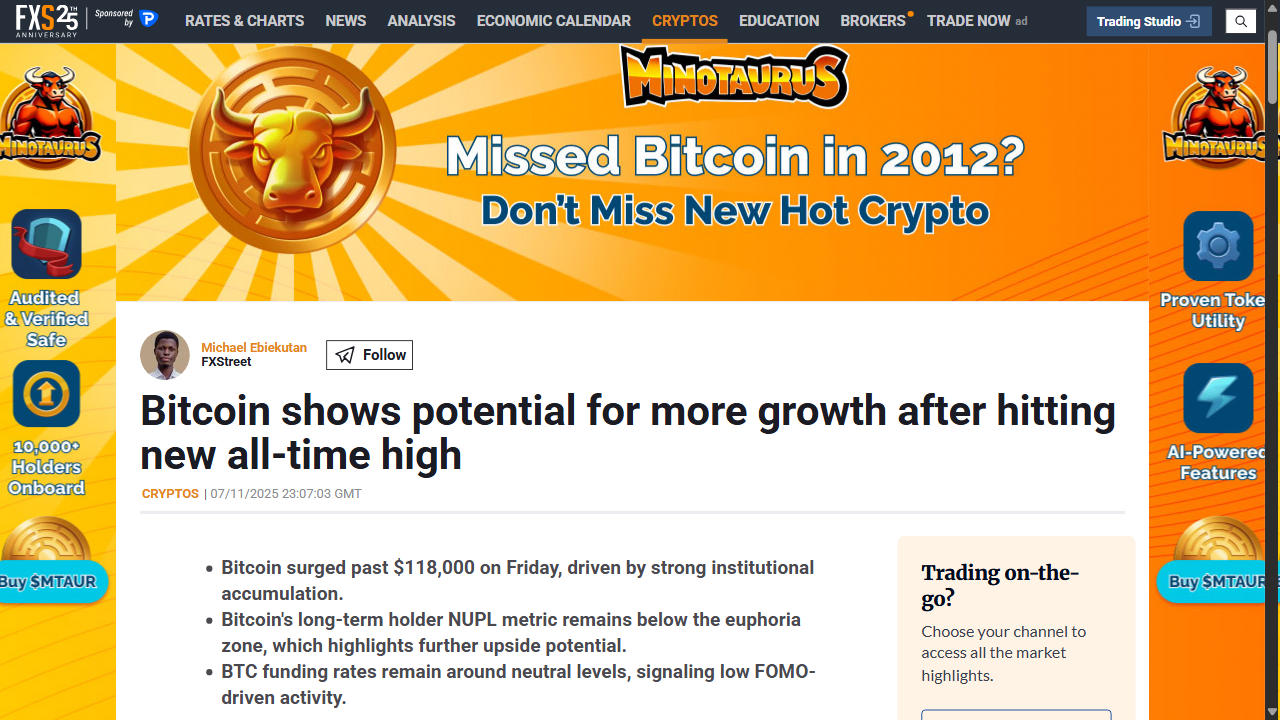 FXS 25TH
ANNIVERSARY
Sponsored
by
RATES & CHARTS
NEWS
ANALYSIS
ECONOMIC CALENDAR
CRYPTOS
EDUCATION
BROKERS
TRADE NOW ad
Trading Studio
MINOTAURUS
Missed Bitcoin in 2012?
Don't Miss New Hot Crypto
MINOTAURUS
Audited
& Verified
Safe
10,000+
Holders
Onboard
Buy $MTAUR
MINOTAURUS
Proven Toke
Utility
AI-Powered
Features
Buy $MTAUR
Michael Ebiekutan
FXStreet
Follow
Bitcoin shows potential for more growth after hitting
new all-time high
CRYPTOS | 07/11/2025 23:07:03 GMT
Bitcoin surged past $118,000 on Friday, driven by strong institutional
accumulation.
Bitcoin's long-term holder NUPL metric remains below the euphoria
zone, which highlights further upside potential.
BTC funding rates remain around neutral levels, signaling low FOMO-
driven activity.
Trading on-the-
go?
Choose your channel to
access all the market
highlights.